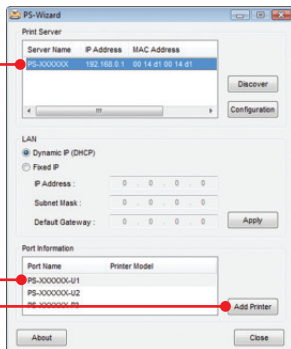 PS-Wizard
Print Server
Server Name IP Address MAC Address
PS-XXXXXX 192.168.0.1 00 14 d1 00 14 d1
Discover
Configuration
LAN
Dynamic IP (DHCP)
Fixed IP
IP Address : 0 . 0 . 0 . 0
Subnet Mask : 0 . 0 . 0 . 0
Default Gateway : 0 . 0 . 0 . 0
Apply
Port Information
Port Name Printer Model
PS-XXXXXX-U1
PS-XXXXXX-U2
Add Printer
About Close